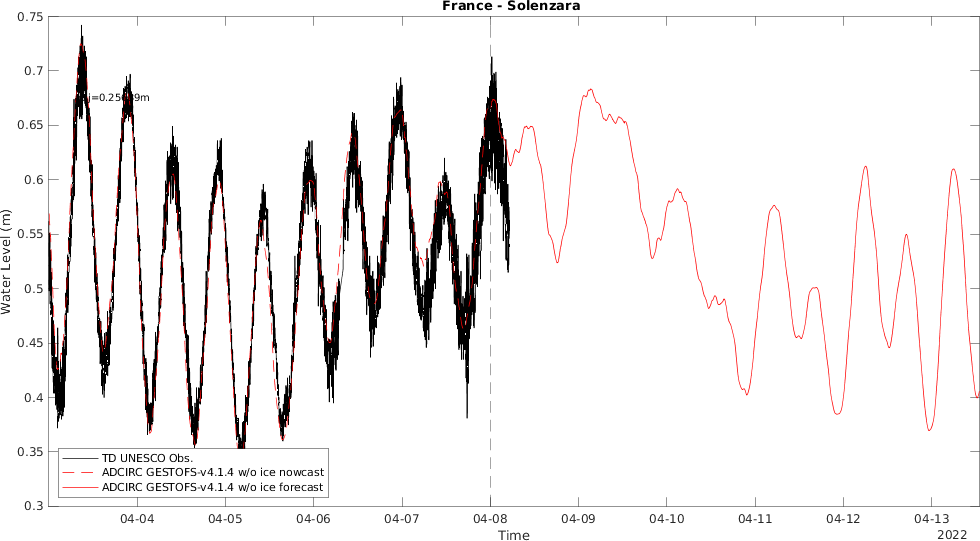 France - Solenzara
0.75
0.7
0.65
0.6
0.55
0.5
0.45
0.4
0.35
0.3
Water Level (m)
TD UNESCO Obs.
ADCIRC GESTOFS-v4.1.4 w/o ice nowcast
ADCIRC GESTOFS-v4.1.4 w/o ice forecast
04-04 04-05 04-06 04-07 04-08 04-09 04-10 04-11 04-12 04-13
Time
2022